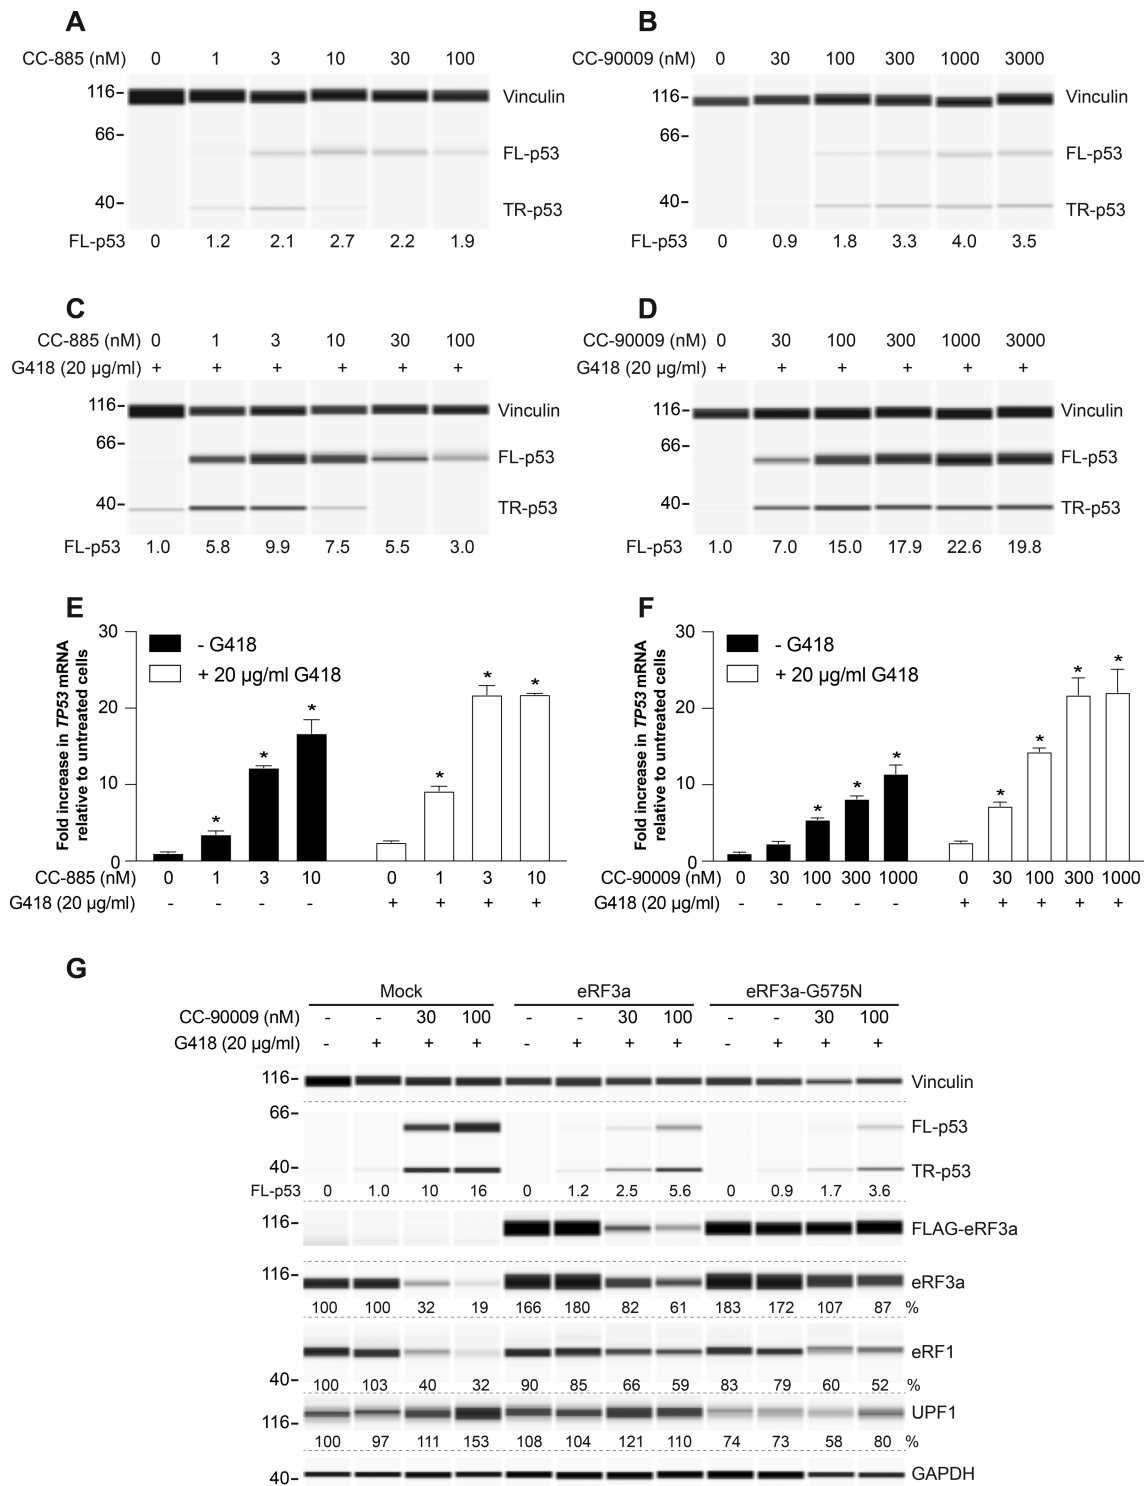 A
CC-885 (nM) 0 1 3 10 30 100
116- Vinculin
66-
FL-p53
40- TR-p53
FL-p53 0 1.2 2.1 2.7 2.2 1.9
B
CC-90009 (nM) 0 30 100 300 1000 3000
116- Vinculin
66-
FL-p53
40- TR-p53
FL-p53 0 0.9 1.8 3.3 4.0 3.5
C
CC-885 (nM) 0 1 3 10 30 100
G418 (20 µg/ml) + + + + + +
116- Vinculin
66-
FL-p53
40- TR-p53
FL-p53 1.0 5.8 9.9 7.5 5.5 3.0
D
CC-90009 (nM) 0 30 100 300 1000 3000
G418 (20 µg/ml) + + + + + +
116- Vinculin
66-
FL-p53
40- TR-p53
FL-p53 1.0 7.0 15.0 17.9 22.6 19.8
E
Fold increase in TP53 mRNA
relative to untreated cells
30
20
10
0
- G418
+ 20 µg/ml G418
* * * * * *
CC-885 (nM) 0 1 3 10 0 1 3 10
G418 (20 µg/ml) - - - - + + + +
F
Fold increase in TP53 mRNA
relative to untreated cells
30
20
10
0
- G418
+ 20 µg/ml G418
* * * * * * *
CC-90009 (nM) 0 30 100 300 1000 0 30 100 300 1000
G418 (20 µg/ml) - - - - - + + + + +
G
Mock eRF3a eRF3a-G575N
CC-90009 (nM) - - 30 100 - - 30 100 - - 30 100
G418 (20 µg/ml) - + + + - + + + - + + +
116- Vinculin
66-
FL-p53
40- TR-p53
FL-p53 0 1.0 10 16 0 1.2 2.5 5.6 0 0.9 1.7 3.6
116- FLAG-eRF3a
116- eRF3a
100 100 32 19 166 180 82 61 183 172 107 87 %
eRF1
40- 100 103 40 32 90 85 66 59 83 79 60 52 %
UPF1
116-
100 97 111 153 108 104 121 110 74 73 58 80 %
40- GAPDH